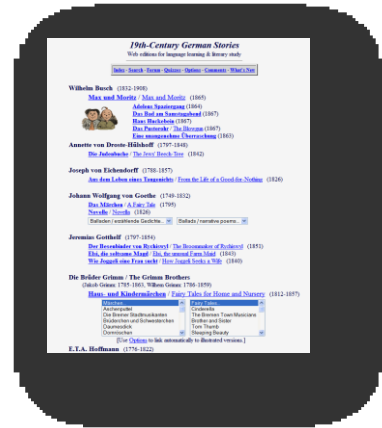 19th-Century German Stories
Web editions for language learning & literary study
Index - Search - Forum - Quizzes - Options - Comments - What's New
Wilhelm Busch (1832-1908)
Max und Moritz / Max and Moritz (1865)
Adelens Spaziergang (1864)
Das Bad am Samstagabend (1867)
Hans Huckebein (1867)
Das Pusterohr / The Blowgun (1867)
Eine unangenehme Überraschung (1863)
Annette von Droste-Hülshoff (1797-1848)
Die Judenbuche / The Jews' Beech-Tree (1842)
Joseph von Eichendorff (1788-1857)
Aus dem Leben eines Taugenichts / From the Life of a Good-for-Nothing (1826)
Johann Wolfgang von Goethe (1749-1832)
Das Märchen / A Fairy Tale (1795)
Novelle / Novella (1826)
Balladen / erzählende Gedichte... Ballads / narrative poems...
Jeremias Gotthelf (1797-1854)
Der Besenbinder von Rychiswyl / The Broommaker of Rychiswyl (1851)
Elsi, die seltsame Magd / Elsi, the unusual Farm Maid (1843)
Wie Joggeli eine Frau sucht / How Joggeli Seeks a Wife (1840)
Die Brüder Grimm / The Grimm Brothers
(Jakob Grimm: 1785-1863, Wilhem Grimm: 1786-1859)
Haus- und Kindermärchen / Fairy Tales for Home and Nursery (1812-1857)
Märchen... Fairy Tales...
Aschenputtel Cinderella
Die Bremer Stadtmusikanten The Bremen Town Musicians
Brüderchen und Schwesterchen Brother and Sister
Daumesdick Tom Thumb
Dornröschen Sleeping Beauty
[Use Options to link automatically to illustrated versions.]
E.T.A. Hoffmann (1776-1822)